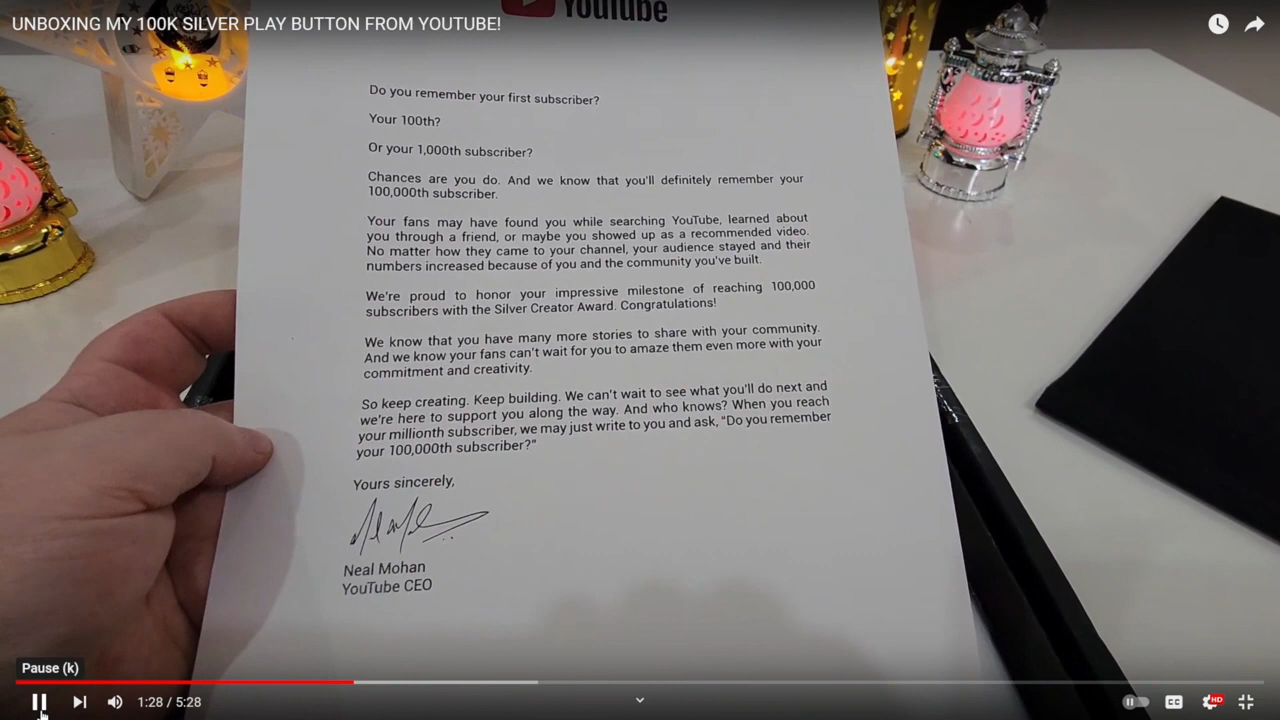 UNBOXING MY 100K SILVER PLAY BUTTON FROM YOUTUBE!
YouTube
Do you remember your first subscriber?
Your 100th?
Or your 1,000th subscriber?
Chances are you do. And we know that you'll definitely remember your
100,000th subscriber.
Your fans may have found you while searching YouTube, learned about
you through a friend, or maybe you showed up as a recommended video.
No matter how they came to your channel, your audience stayed and their
numbers increased because of you and the community you've built.
We're proud to honor your impressive milestone of reaching 100,000
subscribers with the Silver Creator Award. Congratulations!
We know that you have many more stories to share with your community.
And we know your fans can't wait for you to amaze them even more with your
commitment and creativity.
So keep creating. Keep building. We can't wait to see what you'll do next and
we're here to support you along the way. And who knows? When you reach
your millionth subscriber, we may just write to you and ask, "Do you remember
your 100,000th subscriber?"
Yours sincerely,
Neal Mohan
YouTube CEO
Pause (k)
1:28 / 5:28
CC
HD